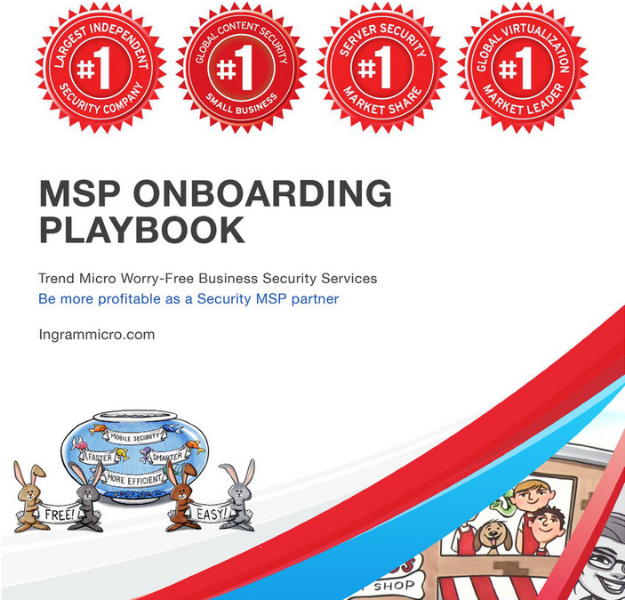 LARGEST INDEPENDENT
#1
SECURITY COMPANY
GLOBAL CONTENT SECURITY
#1
SMALL BUSINESS
SERVER SECURITY
#1
MARKET SHARE
GLOBAL VIRTUALIZATION
#1
MARKET LEADER
MSP ONBOARDING
PLAYBOOK
Trend Micro Worry-Free Business Security Services
Be more profitable as a Security MSP partner
Ingrammicro.com
MOBILE SECURITY
FASTER
SMARTER
MORE EFFICIENT
FREE!
EASY!
SHOP